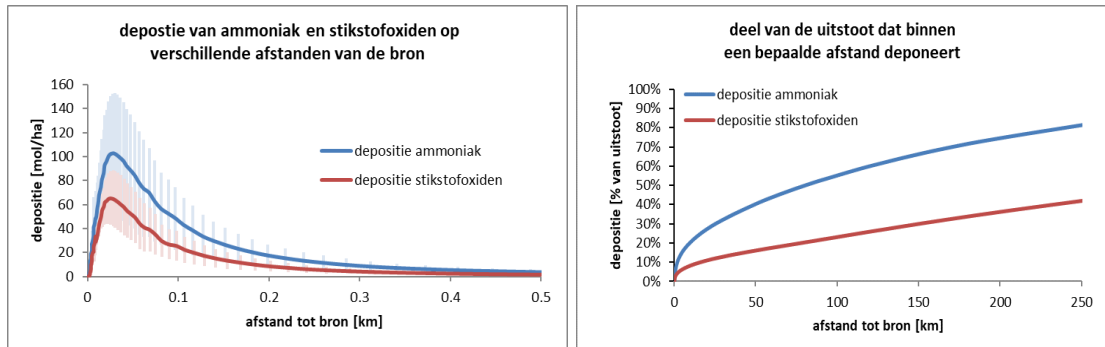 depostie van ammoniak en stikstofoxiden op
verschillende afstanden van de bron
depositie [mol/ha]
160
140
120
100
80
60
40
20
0
depositie ammoniak
depositie stikstofoxiden
0
0.1
0.2
0.3
0.4
0.5
afstand tot bron [km]
deel van de uitstoot dat binnen
een bepaalde afstand deponeert
depositie [% van uitstoot]
100%
90%
80%
70%
60%
50%
40%
30%
20%
10%
0%
depositie ammoniak
depositie stikstofoxiden
0
50
100
150
200
250
afstand tot bron [km]